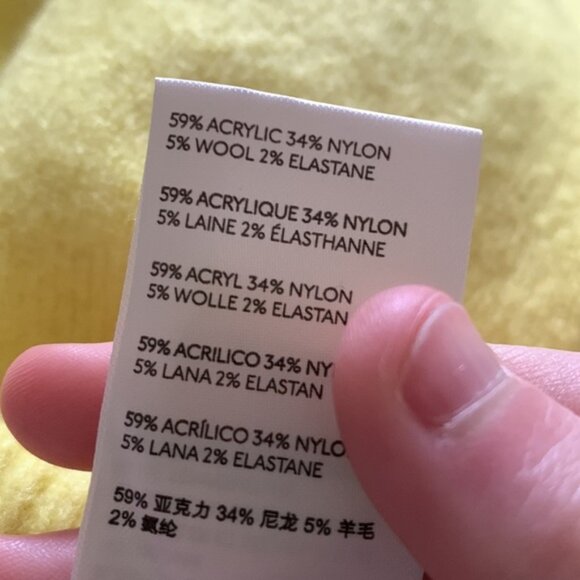 59% ACRYLIC 34% NYLON
5% WOOL 2% ELASTANE
59% ACRYLIQUE 34% NYLON
5% LAINE 2% ÉLASTHANNE
59% ACRYL 34% NYLON
5% WOLLE 2% ELASTAN
59% ACRILICO 34% NY
5% LANA 2% ELASTAN
59% ACRÍLICO 34% NYLO
5% LANA 2% ELASTANE
59% 亚克力 34% 尼龙 5% 羊毛
2% 氨纶